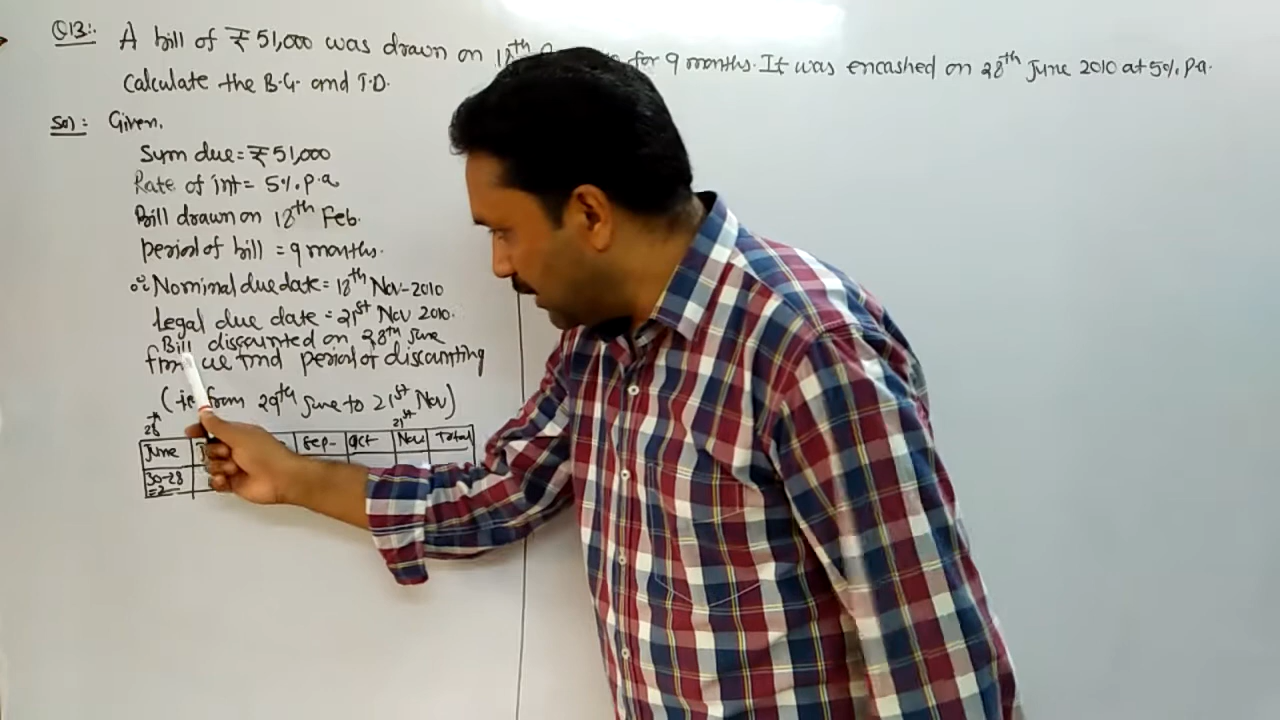 Q13:. A bill of ₹ 51,000 was drawn on 18th for 9 months. It was encashed on 28th June 2010 at 5%. p.a.
Calculate the B.G. and T.D.
Sol: Given,
Sum due = ₹ 51,000
Rate of int = 5%. p.a
Bill drawn on 18th Feb.
period of bill = 9 months.
∴ Nominal due date = 18th Nov-2010
Legal due date = 21st Nov 2010.
Bill discounted on 28th June
period of discounting
(ie from 29th June to 21st Nov)
28th 21st
June Sep- Oct Nov Total
30-28
=2